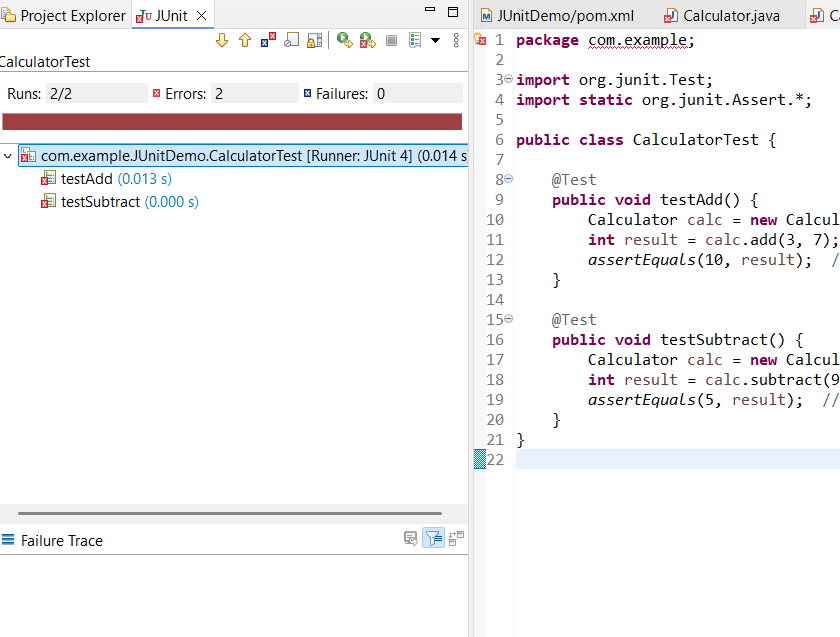 Project Explorer
JUnit
CalculatorTest
Runs: 2/2 Errors: 2 Failures: 0
com.example.JUnitDemo.CalculatorTest [Runner: JUnit 4] (0.014 s
testAdd (0.013 s)
testSubtract (0.000 s)
Failure Trace
JUnitDemo/pom.xml Calculator.java C
1 package com.example;
2
3 import org.junit.Test;
4 import static org.junit.Assert.*;
5
6 public class CalculatorTest {
7
8 @Test
9 public void testAdd() {
10 Calculator calc = new Calcul
11 int result = calc.add(3, 7);
12 assertEquals(10, result); /
13 }
14
15 @Test
16 public void testSubtract() {
17 Calculator calc = new Calcul
18 int result = calc.subtract(9
19 assertEquals(5, result); //
20 }
21 }
22